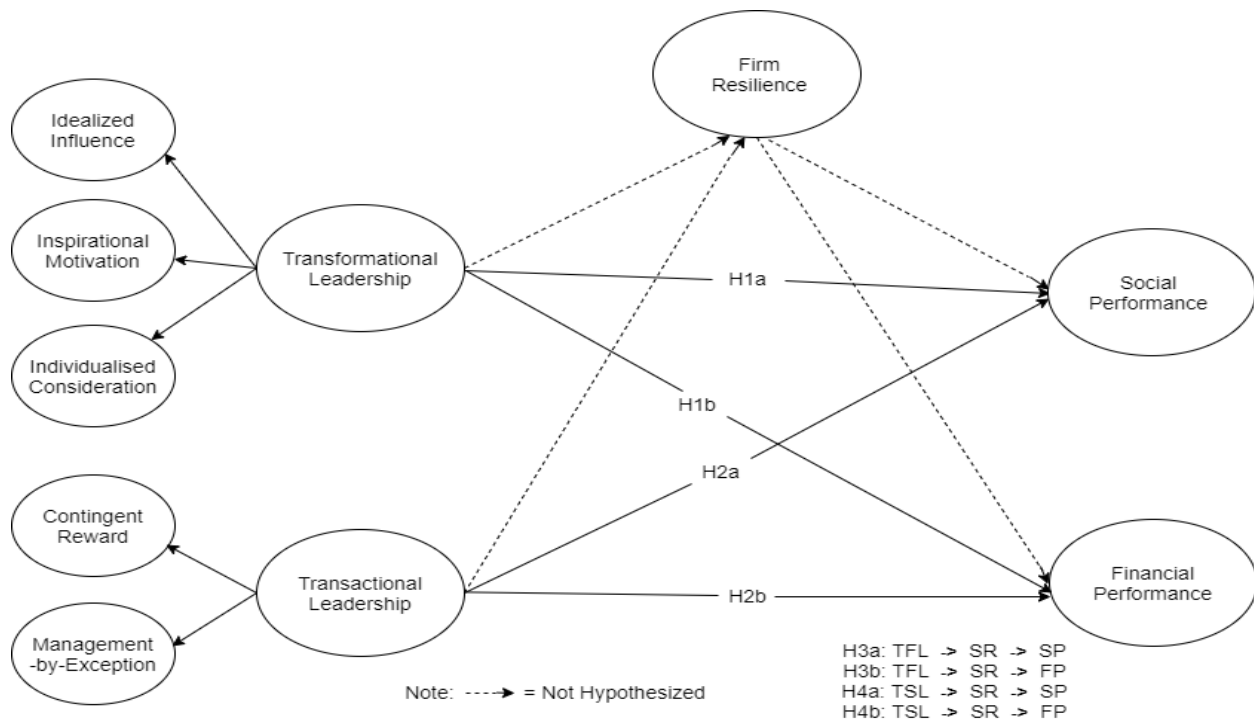 Firm
Resilience
Idealized
Influence
Inspirational
Motivation
Transformational
Leadership
Individualised
Consideration
H1a
Social
Performance
H1b
H2a
Contingent
Reward
Transactional
Leadership
H2b
Financial
Performance
Management
-by-Exception
Note: = Not Hypothesized
H3a: TFL -> SR -> SP
H3b: TFL -> SR -> FP
H4a: TSL -> SR -> SP
H4b: TSL -> SR -> FP